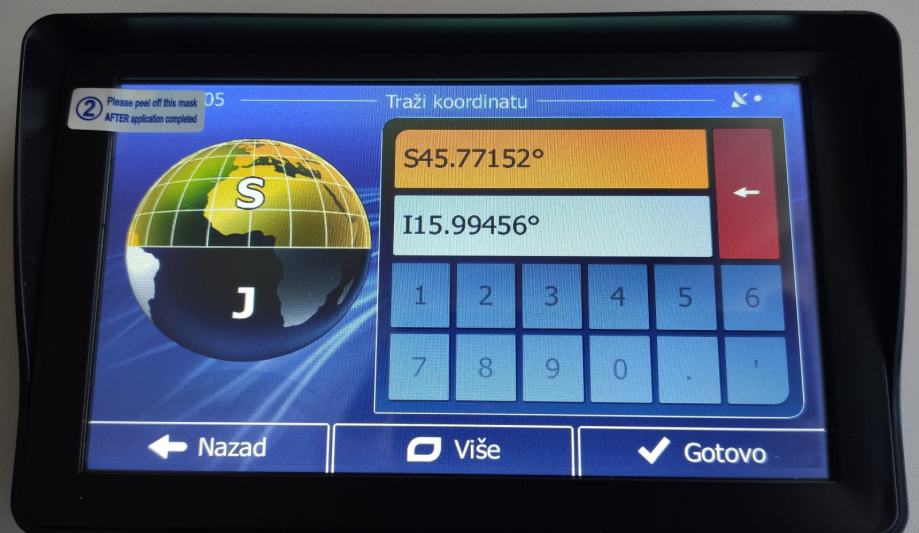 2 Please peel off this mask
AFTER application completed
05
Traži koordinatu
S
J
S45.77152°
I15.99456°
1 2 3 4 5 6
7 8 9 0 . '
Nazad
Više
Gotovo